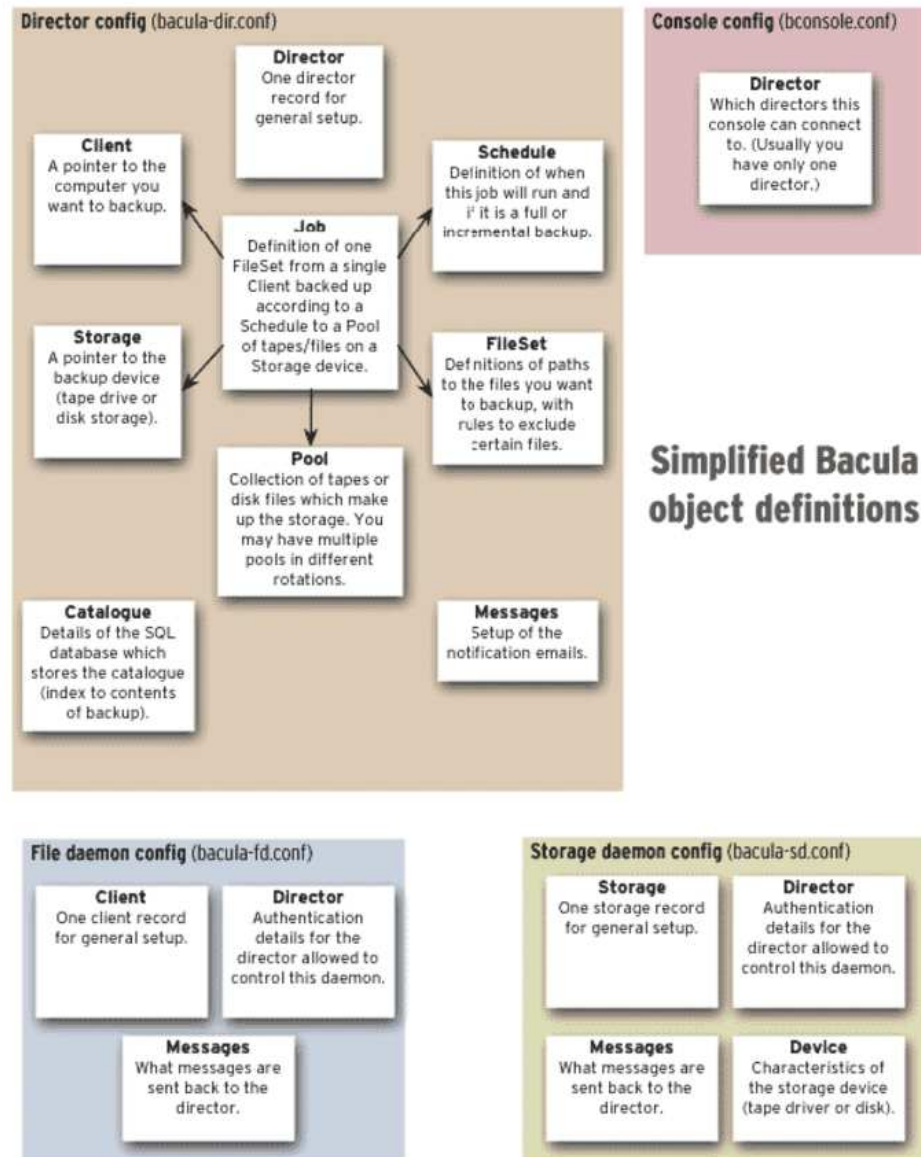 Director config (bacula-dir.conf)
Director
One director
record for
general setup.
Client
A pointer to the
computer you
want to backup.
Schedule
Definition of when
this job will run and
if it is a full or
incremental backup.
Job
Definition of one
FileSet from a single
Client backed up
according to a
Schedule to a Pool
of tapes/files on a
Storage device.
Storage
A pointer to the
backup device
(tape drive or
disk storage).
FileSet
Definitions of paths
to the files you want
to backup, with
rules to exclude
certain files.
Pool
Collection of tapes or
disk files which make
up the storage. You
may have multiple
pools in different
rotations.
Catalogue
Details of the SQL
database which
stores the catalogue
(index to contents
of backup).
Messages
Setup of the
notification emails.
Console config (bconsole.conf)
Director
Which directors this
console can connect
to. (Usually you
have only one
director.)
Simplified Bacula
object definitions
File daemon config (bacula-fd.conf)
Client
One client record
for general setup.
Director
Authentication
details for the
director allowed to
control this daemon.
Messages
What messages are
sent back to the
director.
Storage daemon config (bacula-sd.conf)
Storage
One storage record
for general setup.
Director
Authentication
details for the
director allowed to
control this daemon.
Messages
What messages are
sent back to the
director.
Device
Characteristics of
the storage device
(tape driver or disk).